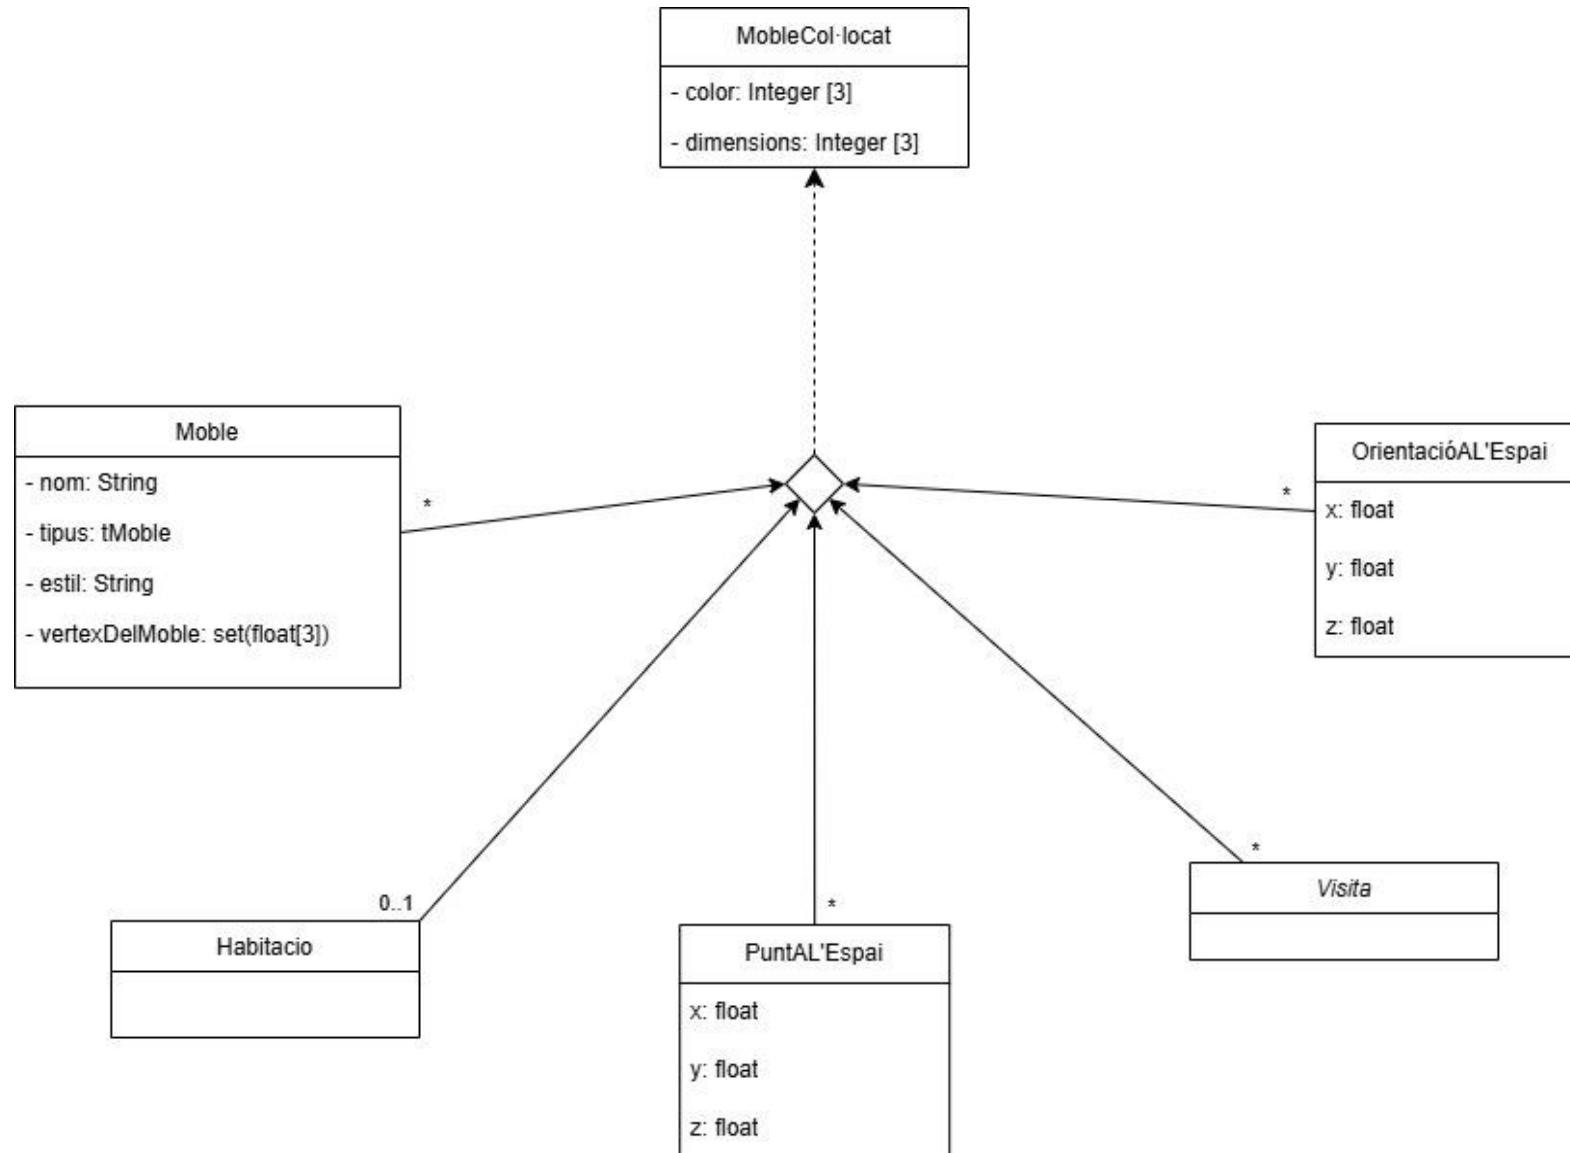 MobleCol·locat
- color: Integer [3]
- dimensions: Integer [3]
Moble
- nom: String
- tipus: tMoble
- estil: String
- vertexDelMoble: set(float[3])
*
OrientacióAL'Espai
x: float
y: float
z: float
*
0..1
Habitacio
*
PuntAL'Espai
x: float
y: float
z: float
*
Visita